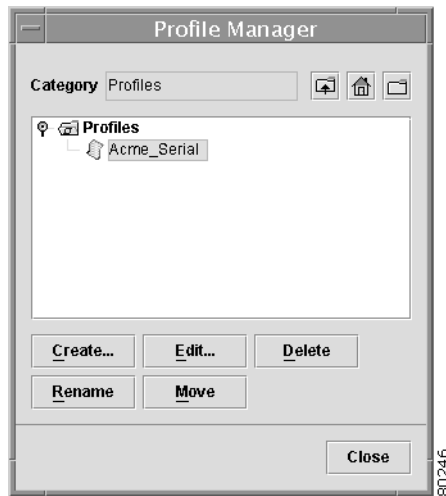 Profile Manager
Category Profiles
Profiles
Acme_Serial
Create... Edit... Delete
Rename Move
Close
80246